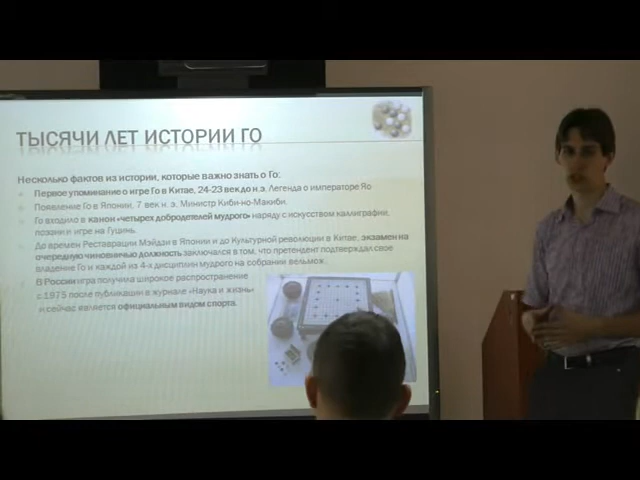 ТЫСЯЧИ ЛЕТ ИСТОРИИ ГО
Несколько фактов из истории, которые важно знать о Го:
Первое упоминание о игре Го в Китае, 24-23 век до н.э. Легенда о императоре Яо
Появление Го в Японии, 7 век н. э. Министр Киби-но-Макиби.
Го входило в канон «четырех добродетелей мудрого» наряду с искусством калиграфии,
поэзии и игре на Гуцинь.
До времен Реставрации Мэйдзи в Японии и до Культурной революции в Китае, экзамен на
очередную чиновничью должность заключался в том, что претендент подтверждал свое
владение Го и каждой из 4-х дисциплин мудрого на собрании вельмож.
В России игра получила широкое распространение
с 1975 после публикации в журнале «Наука и жизнь»
и сейчас является официальным видом спорта.